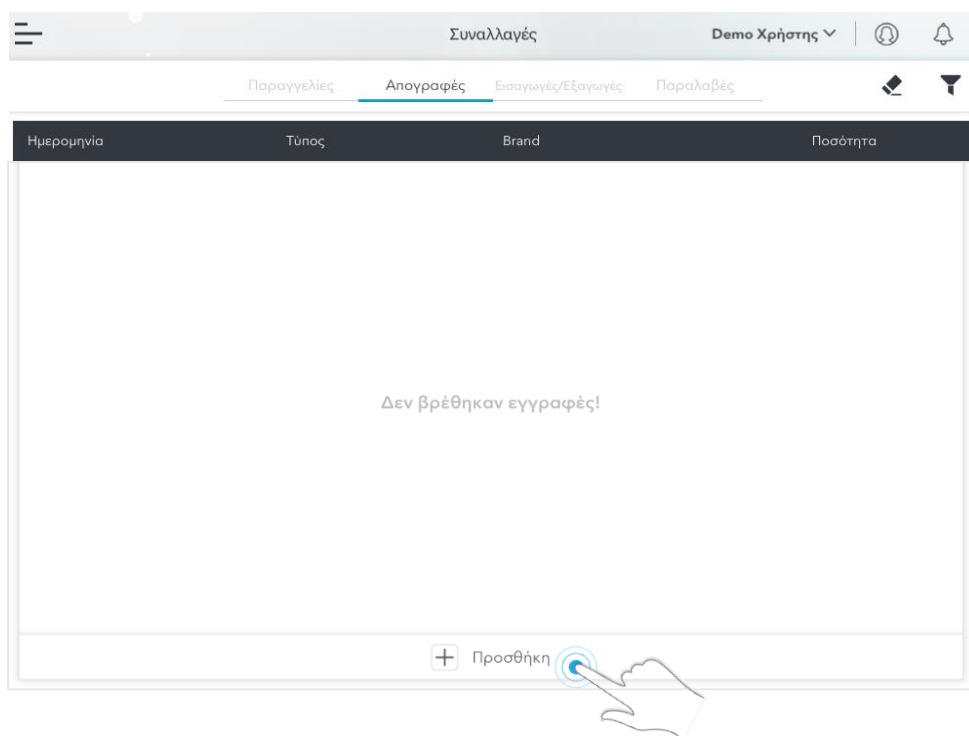 Συναλλαγές
Demo Χρήστης
Παραγγελίες Απογραφές Εισαγωγές/Εξαγωγές Παραλαβές
Ημερομηνία Τύπος Brand Ποσότητα
Δεν βρέθηκαν εγγραφές!
Προσθήκη